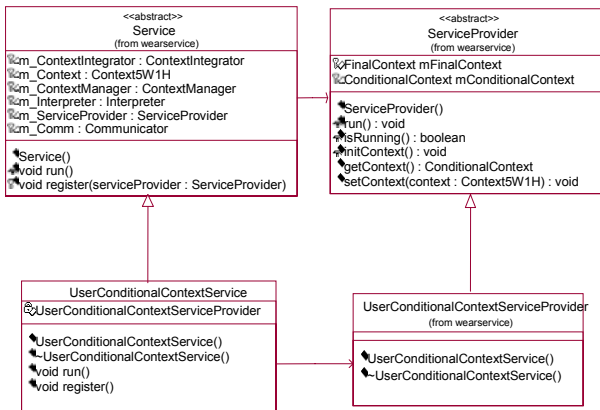 <<abstract>>
Service
(from wearservice)
m_ContextIntegrator : ContextIntegrator
m_Context : Context5W1H
m_ContextManager : ContextManager
m_Interpreter : Interpreter
m_ServiceProvider : ServiceProvider
m_Comm : Communicator
Service()
void run()
void register(serviceProvider : ServiceProvider)
<<abstract>>
ServiceProvider
(from wearservice)
FinalContext mFinalContext
ConditionalContext mConditionalContext
ServiceProvider()
run() : void
isRunning() : boolean
initContext() : void
getContext() : ConditionalContext
setContext(context : Context5W1H) : void
UserConditionalContextService
UserConditionalContextServiceProvider
UserConditionalContextService()
~UserConditionalContextService()
void run()
void register()
UserConditionalContextServiceProvider
(from wearservice)
UserConditionalContextService()
~UserConditionalContextService()